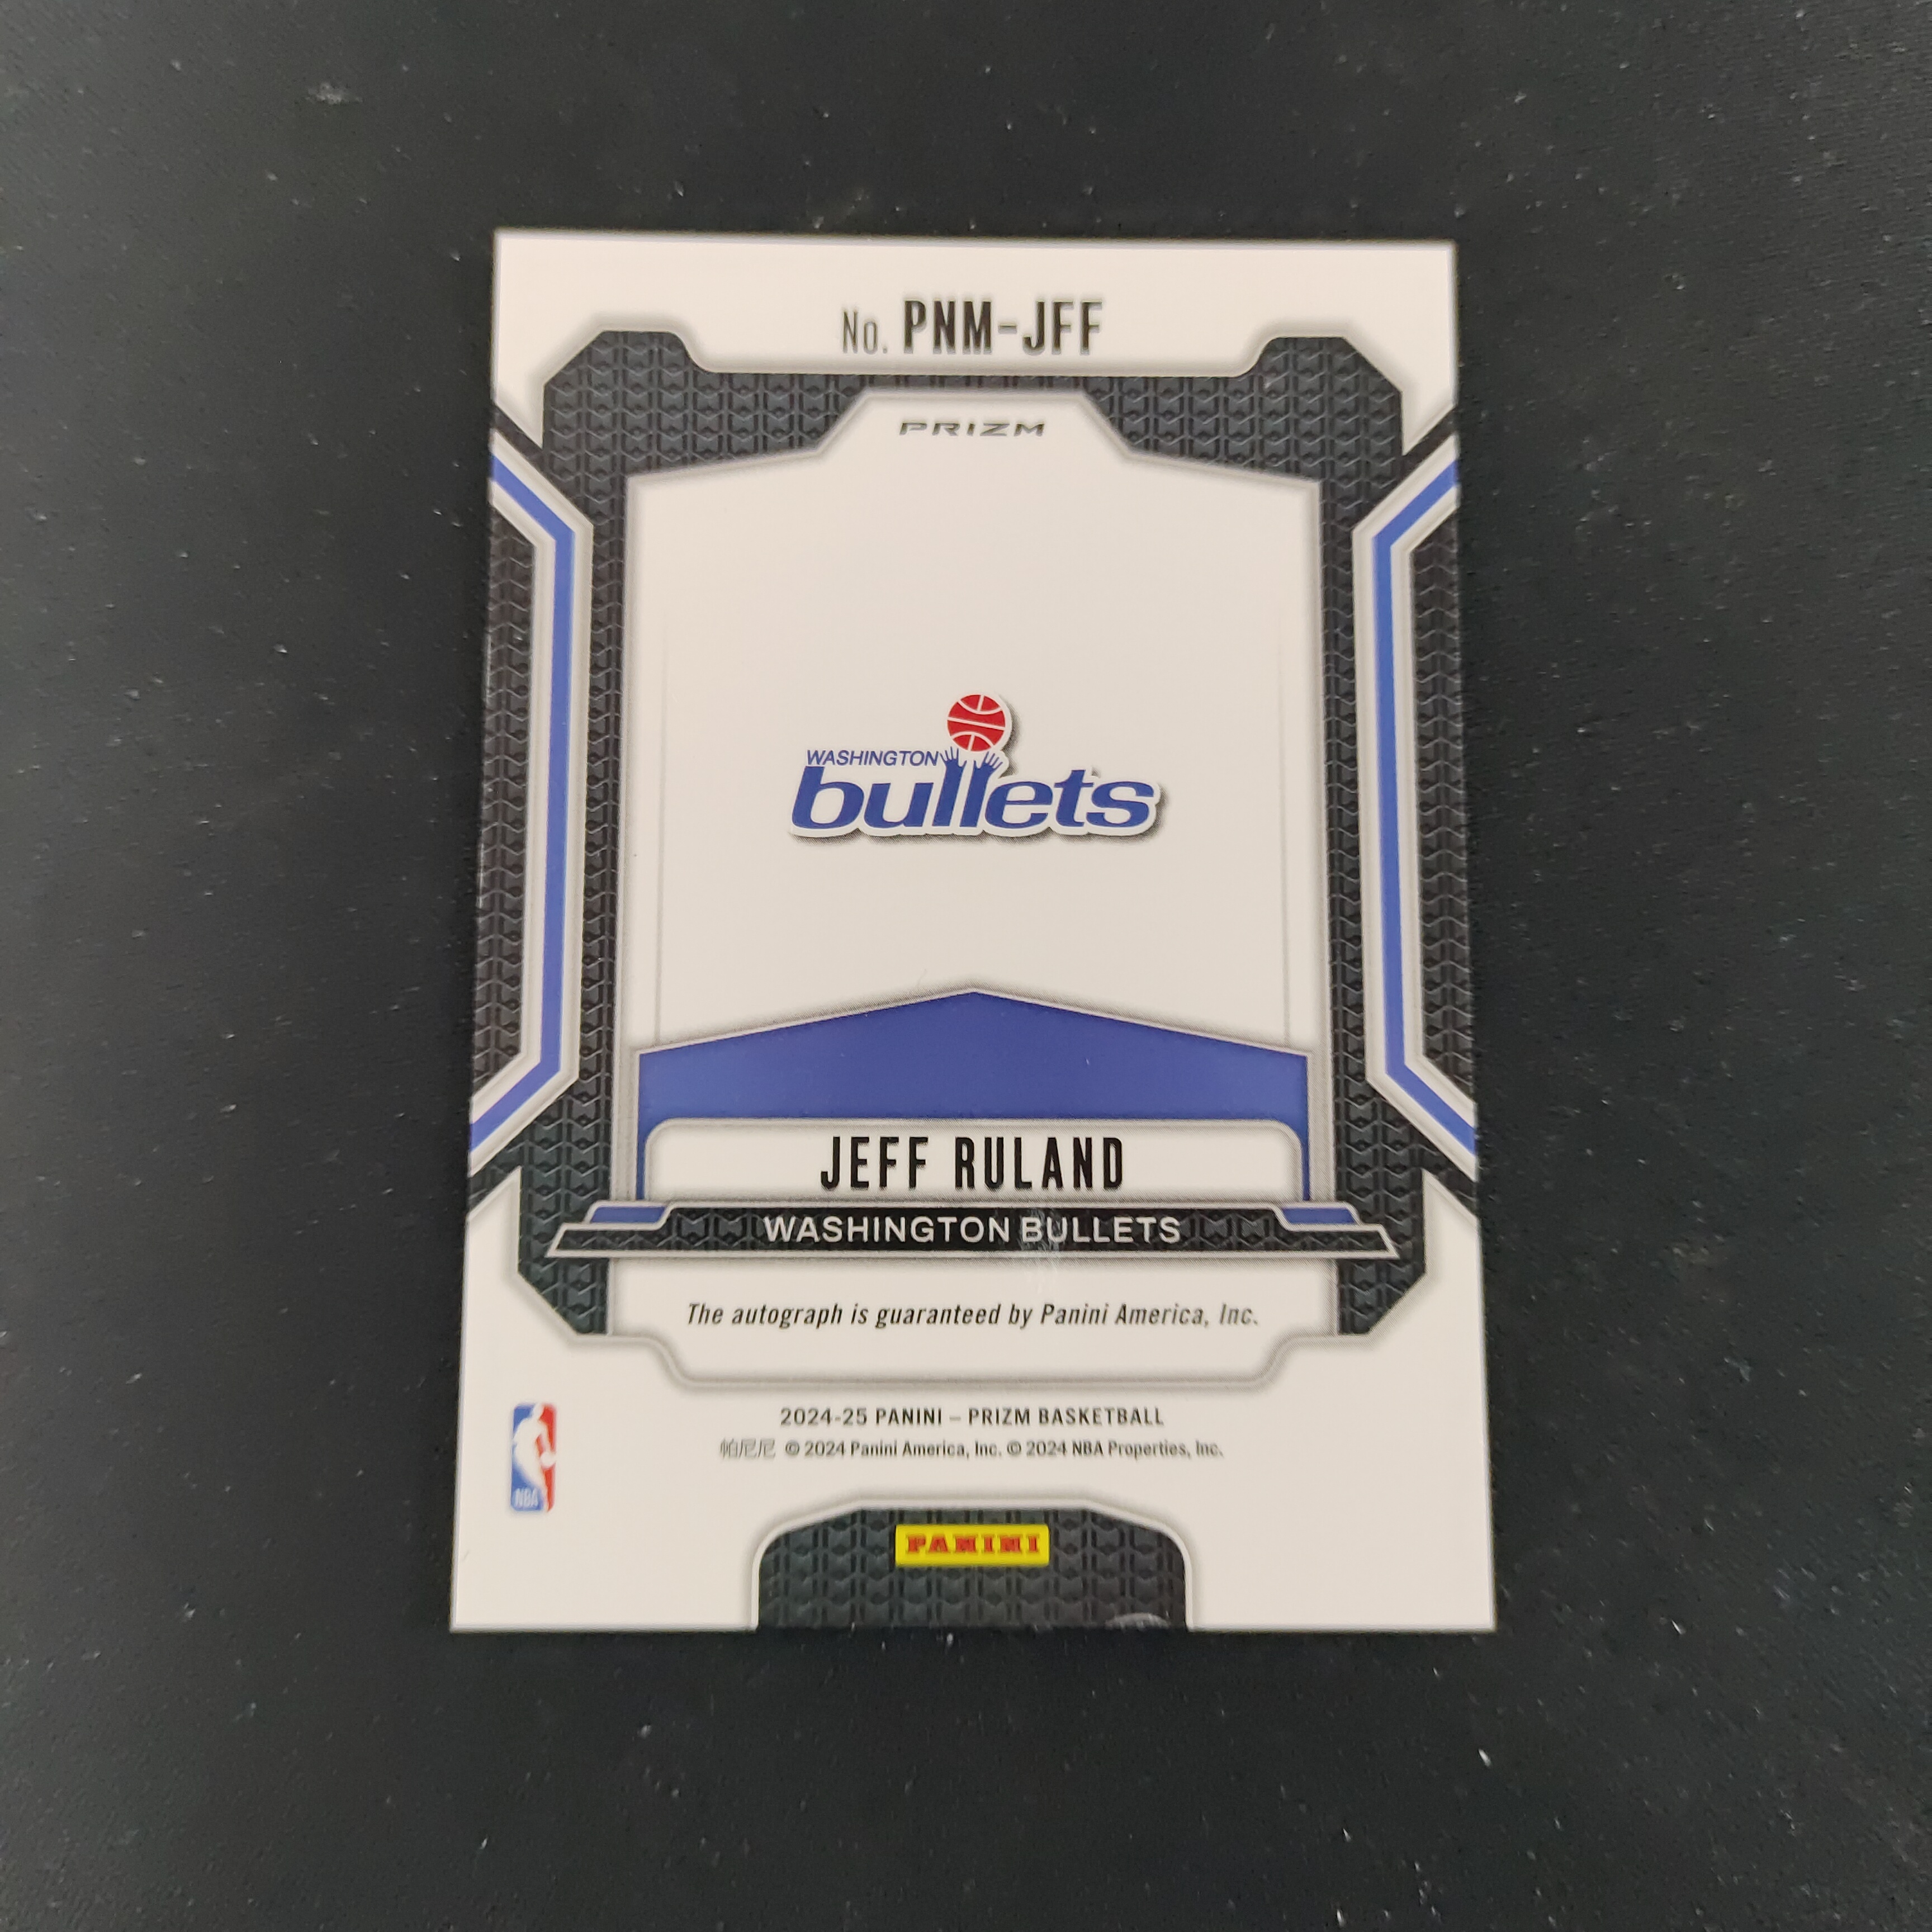 No. PNM-JFF
PRIZM
WASHINGTON
bullets
JEFF RULAND
WASHINGTON BULLETS
The autograph is guaranteed by Panini America, Inc.
2024-25 PANINI – PRIZM BASKETBALL
帕尼尼 © 2024 Panini America, Inc. © 2024 NBA Properties, Inc.
NBA
PANINI